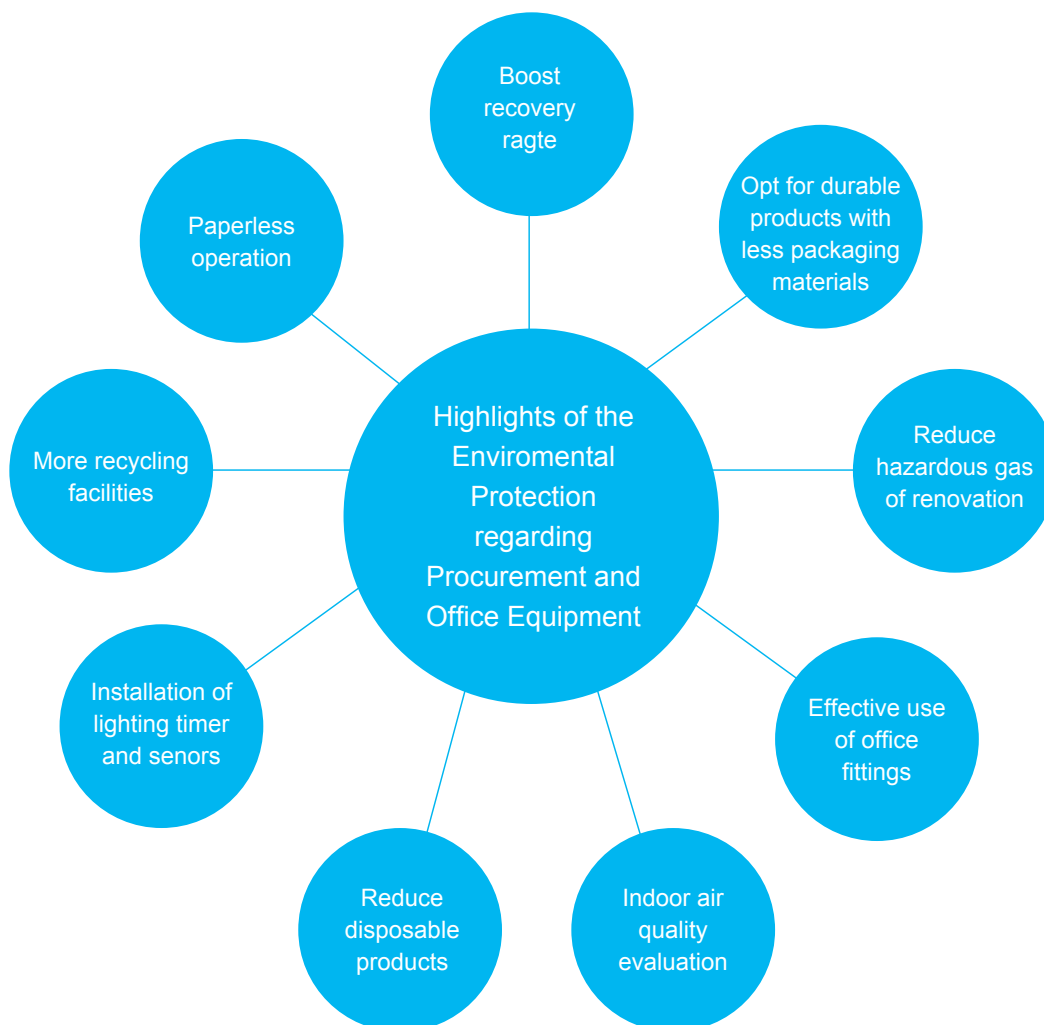 Boost
recovery
ragte
Opt for durable
products with
less packaging
materials
Paperless
operation
Highlights of the
Enviromental
Protection
regarding
Procurement and
Office Equipment
Reduce
hazardous gas
of renovation
More recycling
facilities
Installation of
lighting timer
and senors
Effective use
of office
fittings
Reduce
disposable
products
Indoor air
quality
evaluation